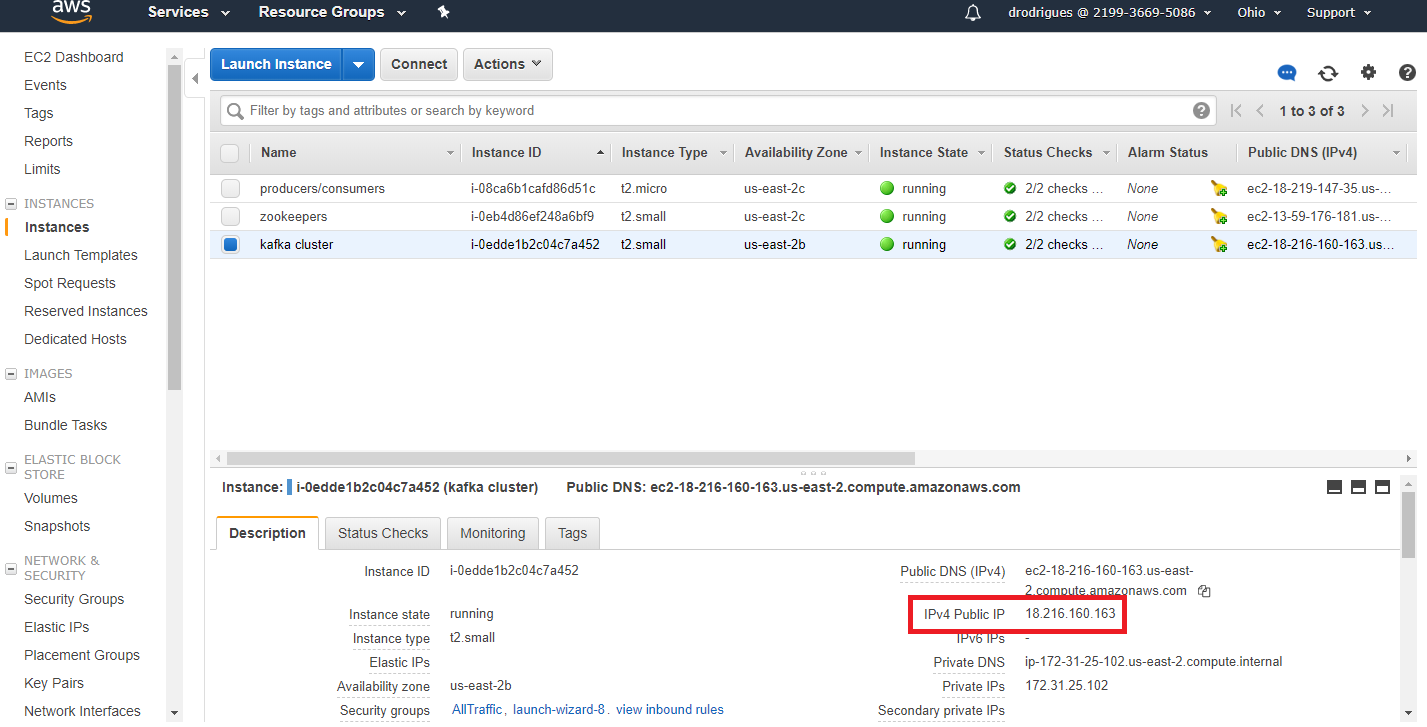 aws Services Resource Groups drodrigues @ 2199-3669-5086 Ohio Support
EC2 Dashboard
Events
Tags
Reports
Limits
INSTANCES
Instances
Launch Templates
Spot Requests
Reserved Instances
Dedicated Hosts
IMAGES
AMIs
Bundle Tasks
ELASTIC BLOCK
STORE
Volumes
Snapshots
NETWORK &
SECURITY
Security Groups
Elastic IPs
Placement Groups
Key Pairs
Network Interfaces
Launch Instance Connect Actions
Filter by tags and attributes or search by keyword ? 1 to 3 of 3
Name Instance ID Instance Type Availability Zone Instance State Status Checks Alarm Status Public DNS (IPv4)
producers/consumers i-08ca6b1cafd86d51c t2.micro us-east-2c running 2/2 checks ... None ec2-18-219-147-35.us-...
zookeepers i-0eb4d86ef248a6bf9 t2.small us-east-2c running 2/2 checks ... None ec2-13-59-176-181.us-...
kafka cluster i-0edde1b2c04c7a452 t2.small us-east-2b running 2/2 checks ... None ec2-18-216-160-163.us...
Instance: i-0edde1b2c04c7a452 (kafka cluster) Public DNS: ec2-18-216-160-163.us-east-2.compute.amazonaws.com
Description Status Checks Monitoring Tags
Instance ID i-0edde1b2c04c7a452 Public DNS (IPv4) ec2-18-216-160-163.us-east-
2.compute.amazonaws.com
Instance state running IPv4 Public IP 18.216.160.163
Instance type t2.small IPv6 IPs -
Elastic IPs Private DNS ip-172-31-25-102.us-east-2.compute.internal
Availability zone us-east-2b Private IPs 172.31.25.102
Security groups AllTraffic, launch-wizard-8. view inbound rules Secondary private IPs